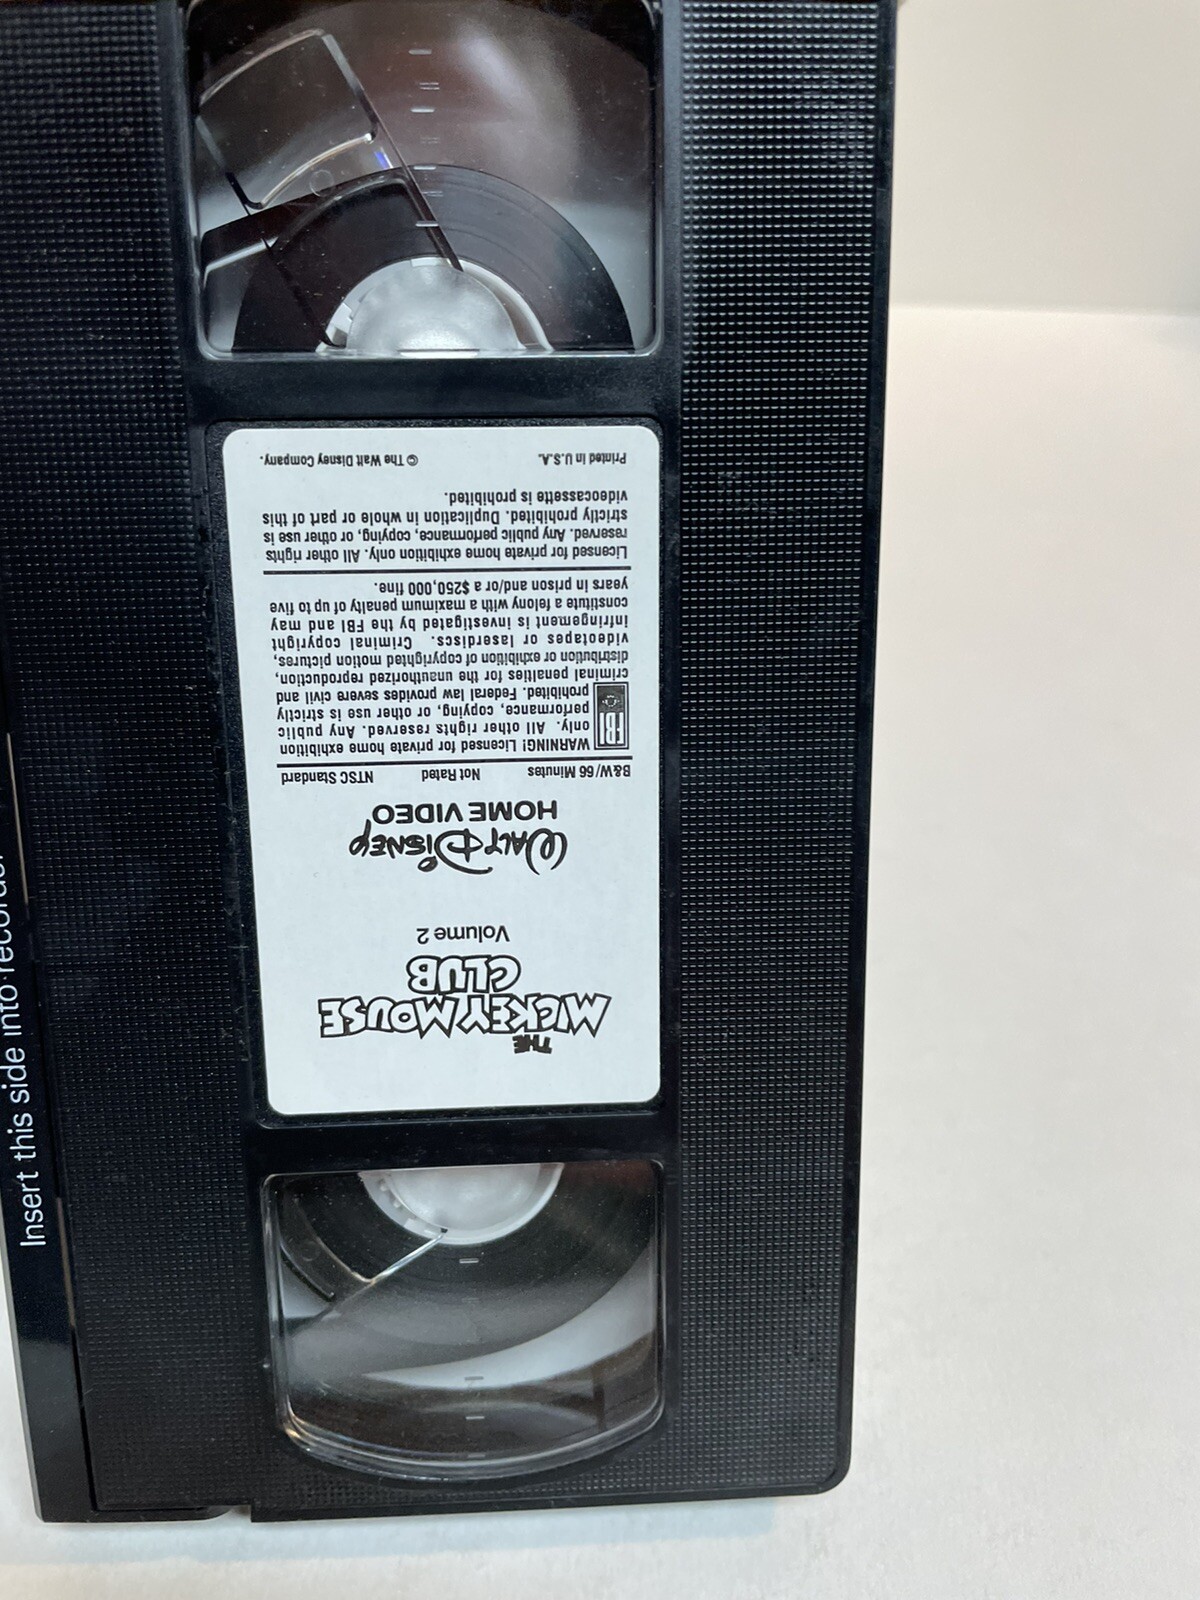 THE
MICKEY MOUSE
CLUB
Volume 2
WALT DISNEY
HOME VIDEO
B&W/66 Minutes Not Rated NTSC Standard
FBI
WARNING! Licensed for private home exhibition
only. All other rights reserved. Any public
performance, copying, or other use is strictly
prohibited. Federal law provides severe civil and
criminal penalties for the unauthorized reproduction,
distribution or exhibition of copyrighted motion pictures,
videotapes or laserdiscs. Criminal copyright
infringement is investigated by the FBI and may
constitute a felony with a maximum penalty of up to five
years in prison and/or a $250,000 fine.
Licensed for private home exhibition only. All other rights
reserved. Any public performance, copying, or other use is
strictly prohibited. Duplication in whole or part of this
videocassette is prohibited.
Printed in U.S.A. © The Walt Disney Company.
Insert this side into recorder